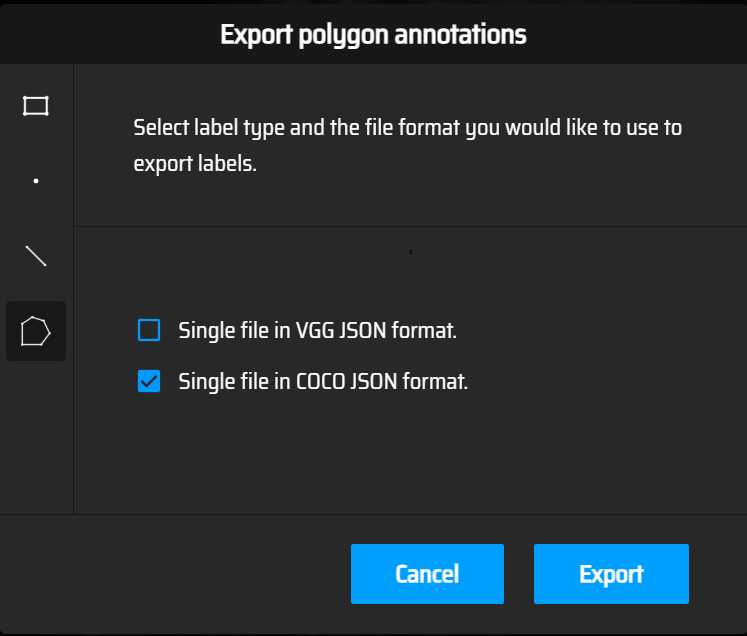 Export polygon annotations
Select label type and the file format you would like to use to
export labels.
Single file in VGG JSON format.
Single file in COCO JSON format.
Cancel
Export